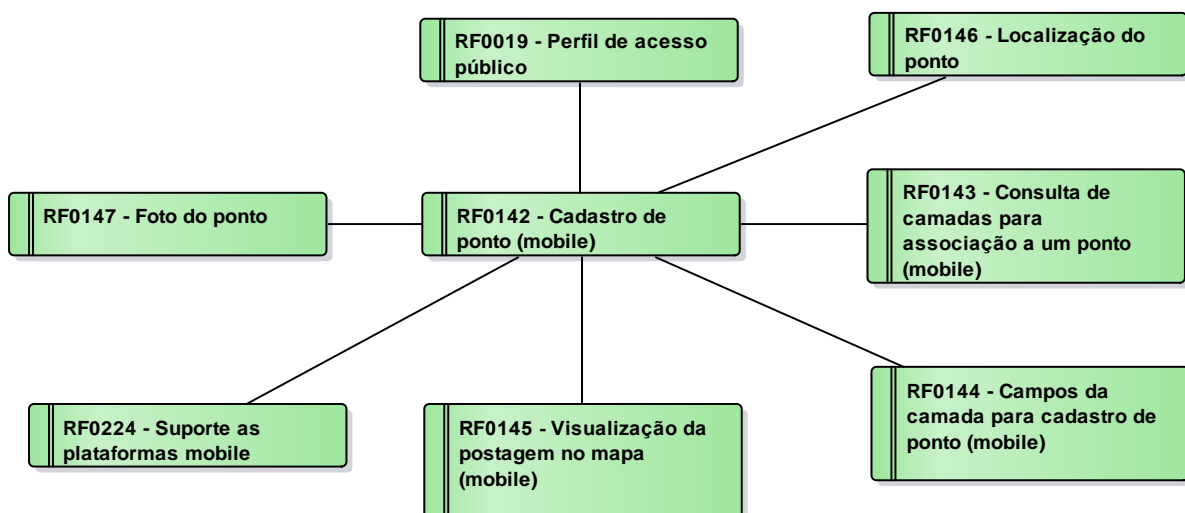 RF0019 - Perfil de acesso
público
RF0146 - Localização do
ponto
RF0147 - Foto do ponto
RF0142 - Cadastro de
ponto (mobile)
RF0143 - Consulta de
camadas para
associação a um ponto
(mobile)
RF0224 - Suporte as
plataformas mobile
RF0145 - Visualização da
postagem no mapa
(mobile)
RF0144 - Campos da
camada para cadastro de
ponto (mobile)